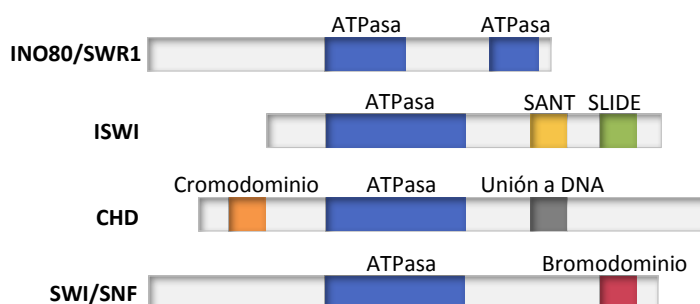 ATPasa ATPasa
INO80/SWR1
ATPasa SANT SLIDE
ISWI
Cromodominio ATPasa Unión a DNA
CHD
ATPasa Bromodominio
SWI/SNF